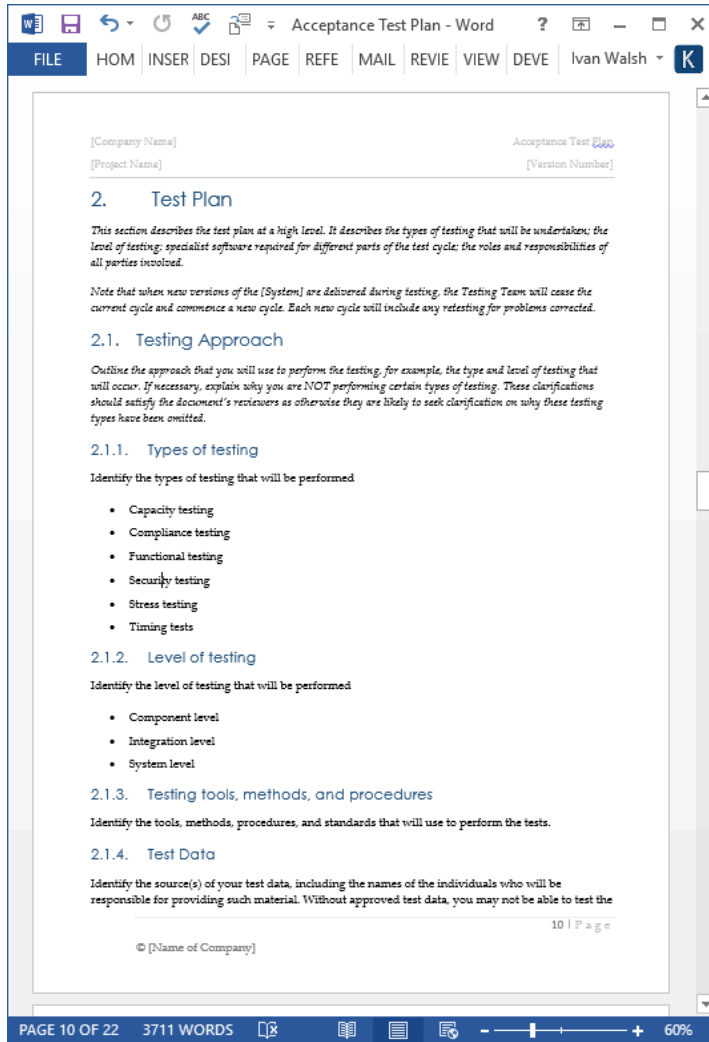 Acceptance Test Plan - Word
FILE HOM INSER DESI PAGE REFE MAIL REVIE VIEW DEVE Ivan Walsh K
[Company Name] Acceptance Test Plan
[Project Name] [Version Number]
2. Test Plan
This section describes the test plan at a high level. It describes the types of testing that will be undertaken; the
level of testing; specialist software required for different parts of the test cycle; the roles and responsibilities of
all parties involved.
Note that when new versions of the [System] are delivered during testing, the Testing Team will cease the
current cycle and commence a new cycle. Each new cycle will include any retesting for problems corrected.
2.1. Testing Approach
Outline the approach that you will use to perform the testing, for example, the type and level of testing that
will occur. If necessary, explain why you are NOT performing certain types of testing. These clarifications
should satisfy the document's reviewers as otherwise they are likely to seek clarification on why these testing
types have been omitted.
2.1.1. Types of testing
Identify the types of testing that will be performed
• Capacity testing
• Compliance testing
• Functional testing
• Security testing
• Stress testing
• Timing tests
2.1.2. Level of testing
Identify the level of testing that will be performed
• Component level
• Integration level
• System level
2.1.3. Testing tools, methods, and procedures
Identify the tools, methods, procedures, and standards that will use to perform the tests.
2.1.4. Test Data
Identify the source(s) of your test data, including the names of the individuals who will be
responsible for providing such material. Without approved test data, you may not be able to test the
10 | Page
© [Name of Company]
PAGE 10 OF 22 3711 WORDS 60%